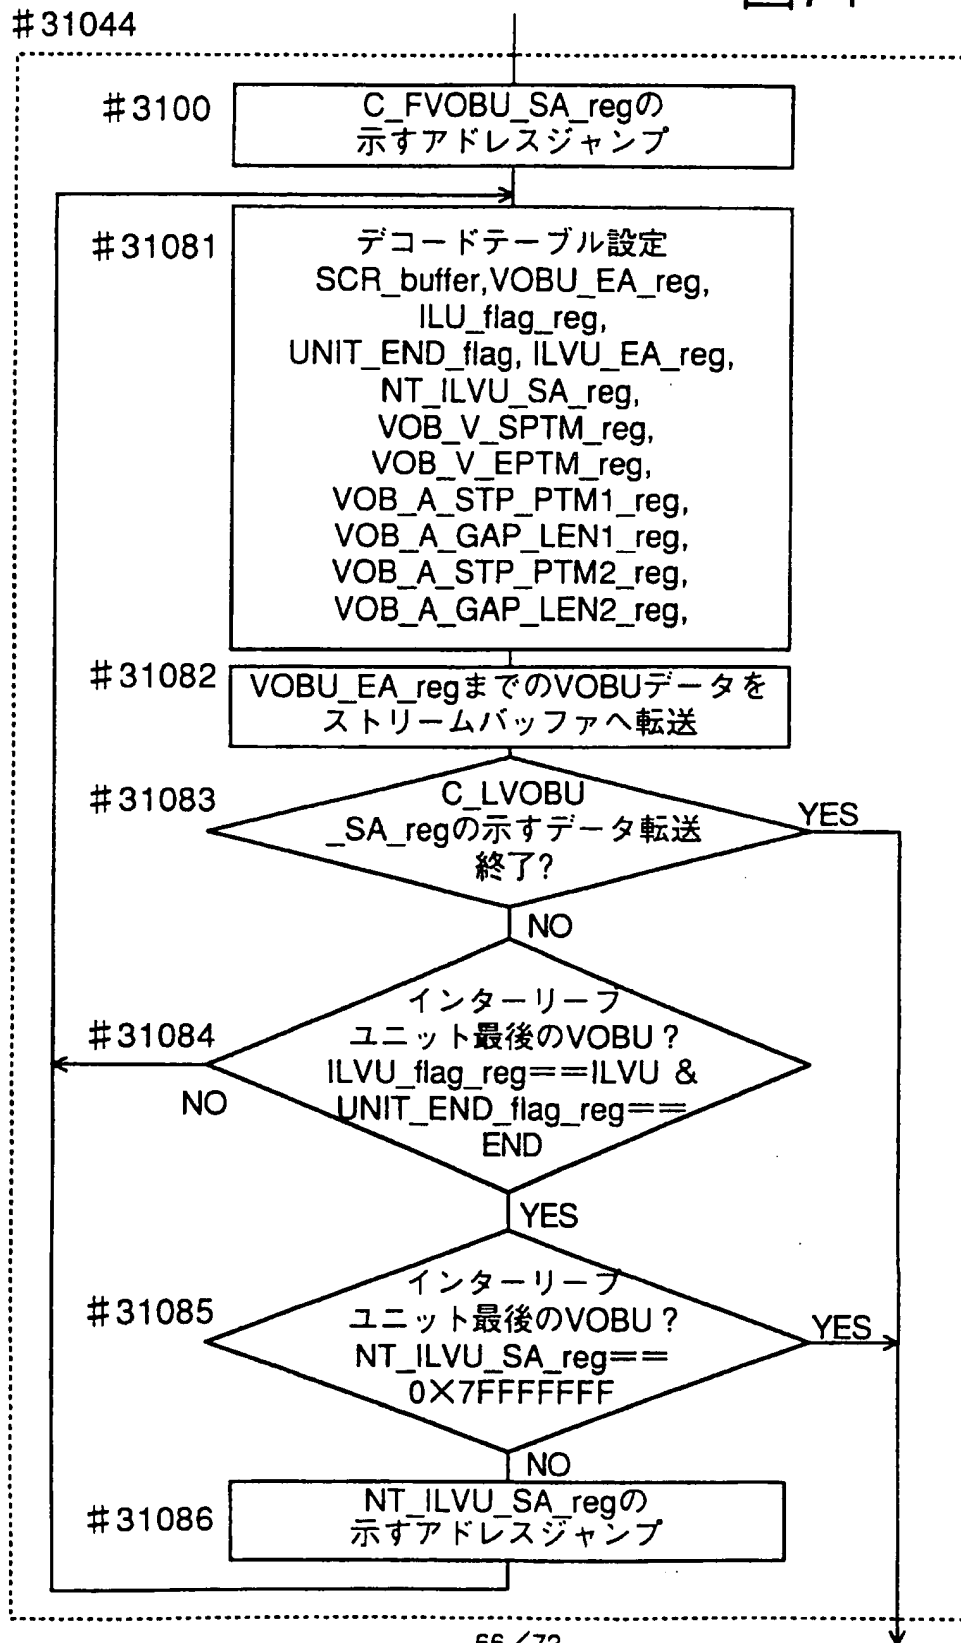 #31044
#3100
C_FVOBU_SA_regの
示すアドレスジャンプ
#31081
デコードテーブル設定
SCR_buffer,VOBU_EA_reg,
ILU_flag_reg,
UNIT_END_flag, ILVU_EA_reg,
NT_ILVU_SA_reg,
VOB_V_SPTM_reg,
VOB_V_EPTM_reg,
VOB_A_STP_PTM1_reg,
VOB_A_GAP_LEN1_reg,
VOB_A_STP_PTM2_reg,
VOB_A_GAP_LEN2_reg,
#31082
VOBU_EA_regまでのVOBUデータを
ストリームバッファへ転送
#31083
C_LVOBU
_SA_regの示すデータ転送
終了?
YES
NO
#31084
インターリーブ
ユニット最後のVOBU?
ILVU_flag_reg==ILVU &
UNIT_END_flag_reg==
END
NO
YES
#31085
インターリーブ
ユニット最後のVOBU?
NT_ILVU_SA_reg==
0X7FFFFFFF
YES
NO
#31086
NT_ILVU_SA_regの
示すアドレスジャンプ